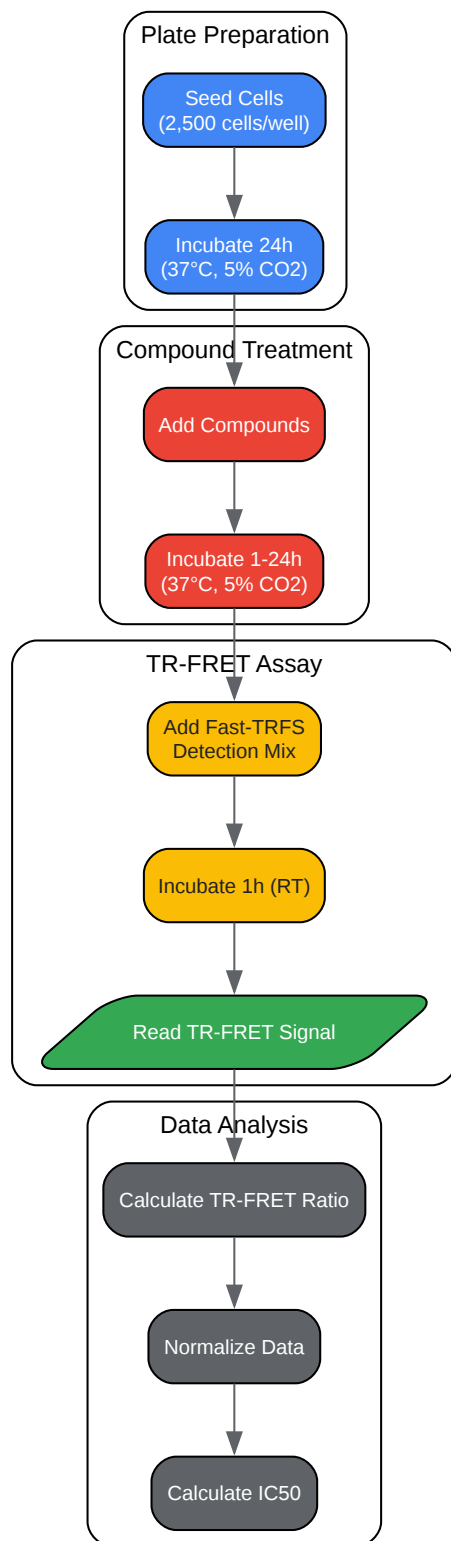 Plate Preparation
Seed Cells
(2,500 cells/well)
Incubate 24h
(37°C, 5% CO2)
Compound Treatment
Add Compounds
Incubate 1-24h
(37°C, 5% CO2)
TR-FRET Assay
Add Fast-TRFS
Detection Mix
Incubate 1h (RT)
Read TR-FRET Signal
Data Analysis
Calculate TR-FRET Ratio
Normalize Data
Calculate IC50